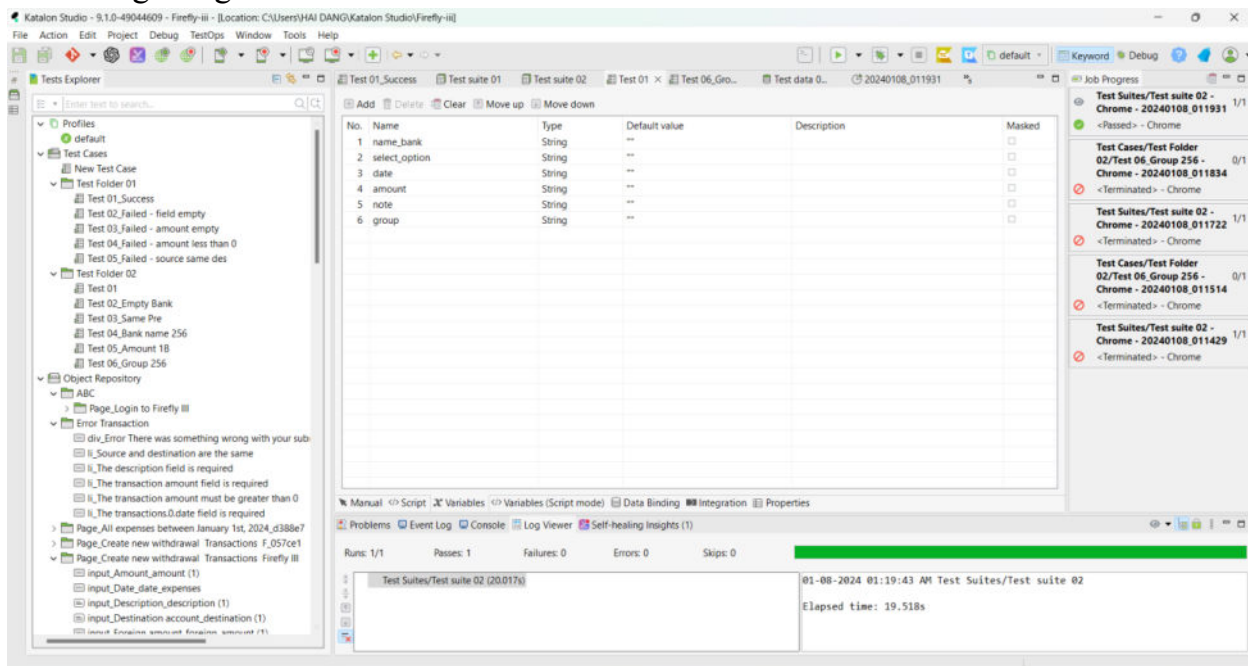 Katalon Studio - 9.1.0-49044609 - Firefly-iii - [Location: C:\Users\HAI DANG\Katalon Studio\Firefly-iii]
File Action Edit Project Debug TestOps Window Tools Help
default
Keyword Debug
Tests Explorer
Enter text to search...
Profiles
default
Test Cases
New Test Case
Test Folder 01
Test 01_Success
Test 02_Failed - field empty
Test 03_Failed - amount empty
Test 04_Failed - amount less than 0
Test 05_Failed - source same des
Test Folder 02
Test 01
Test 02_Empty Bank
Test 03_Same Pre
Test 04_Bank name 256
Test 05_Amount 1B
Test 06_Group 256
Object Repository
ABC
Page_Login to Firefly III
Error Transaction
div_Error There was something wrong with your sub
li_Source and destination are the same
li_The description field is required
li_The transaction amount field is required
li_The transaction amount must be greater than 0
li_The transactions.0.date field is required
Page_All expenses between January 1st, 2024_d388e7
Page_Create new withdrawal Transactions F_057ce1
Page_Create new withdrawal Transactions Firefly III
input_Amount_amount (1)
input_Date_date_expenses
input_Description_description (1)
input_Destination account_destination (1)
input_Foreign amount_foreign_amount (1)
Test 01_Success Test suite 01 Test suite 02 Test 01 Test 06_Gro... Test data 0... 20240108_011931
Add Delete Clear Move up Move down
No. Name Type Default value Description Masked
1 name_bank String ""
2 select_option String ""
3 date String ""
4 amount String ""
5 note String ""
6 group String ""
Manual Script Variables Variables (Script mode) Data Binding Integration Properties
Problems Event Log Console Log Viewer Self-healing Insights (1)
Runs: 1/1 Passes: 1 Failures: 0 Errors: 0 Skips: 0
Test Suites/Test suite 02 (20.017s)
01-08-2024 01:19:43 AM Test Suites/Test suite 02
Elapsed time: 19.518s
Job Progress
Test Suites/Test suite 02 -
Chrome - 20240108_011931 1/1
<Passed> - Chrome
Test Cases/Test Folder
02/Test 06_Group 256 - 0/1
Chrome - 20240108_011834
<Terminated> - Chrome
Test Suites/Test suite 02 -
Chrome - 20240108_011722 1/1
<Terminated> - Chrome
Test Cases/Test Folder
02/Test 06_Group 256 - 0/1
Chrome - 20240108_011514
<Terminated> - Chrome
Test Suites/Test suite 02 -
Chrome - 20240108_011429 1/1
<Terminated> - Chrome